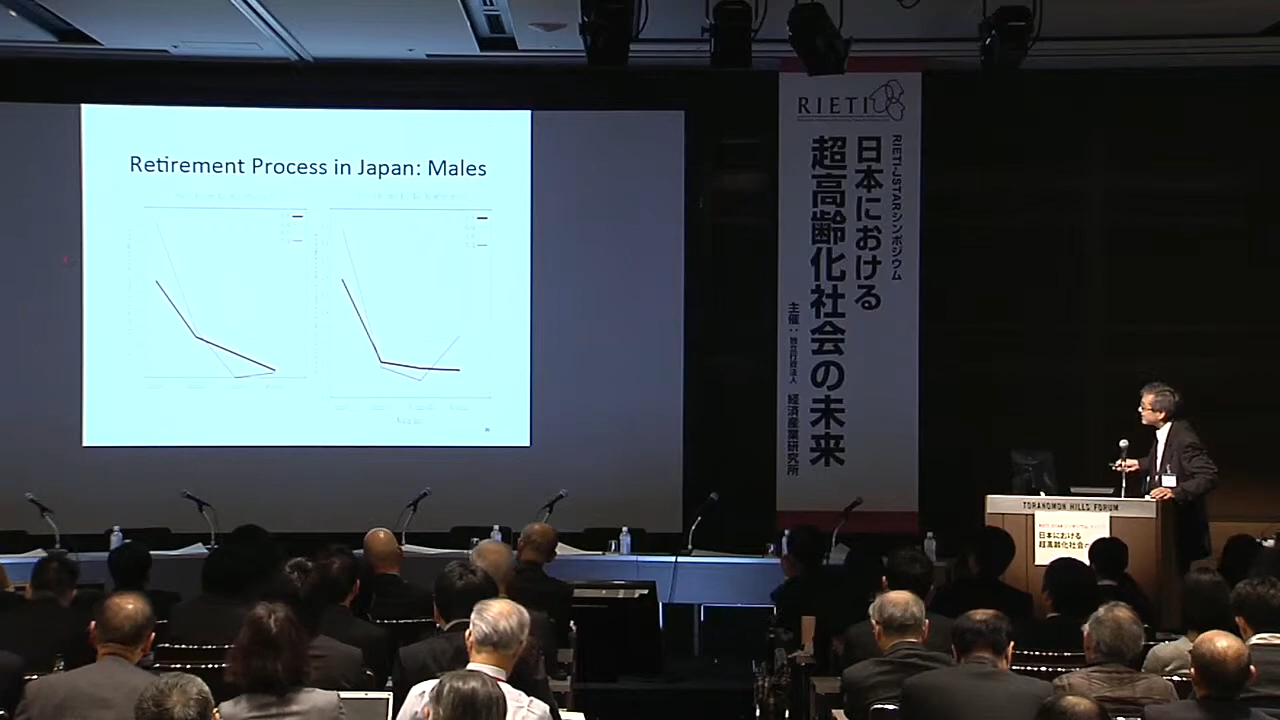 Retirement Process in Japan: Males
RIETI
RIETI-JSTARシンポジウム
日本における
超高齢化社会の未来
主催：独立行政法人 経済産業研究所
TORANOMON HILLS FORUM
日本における
超高齢化社会の